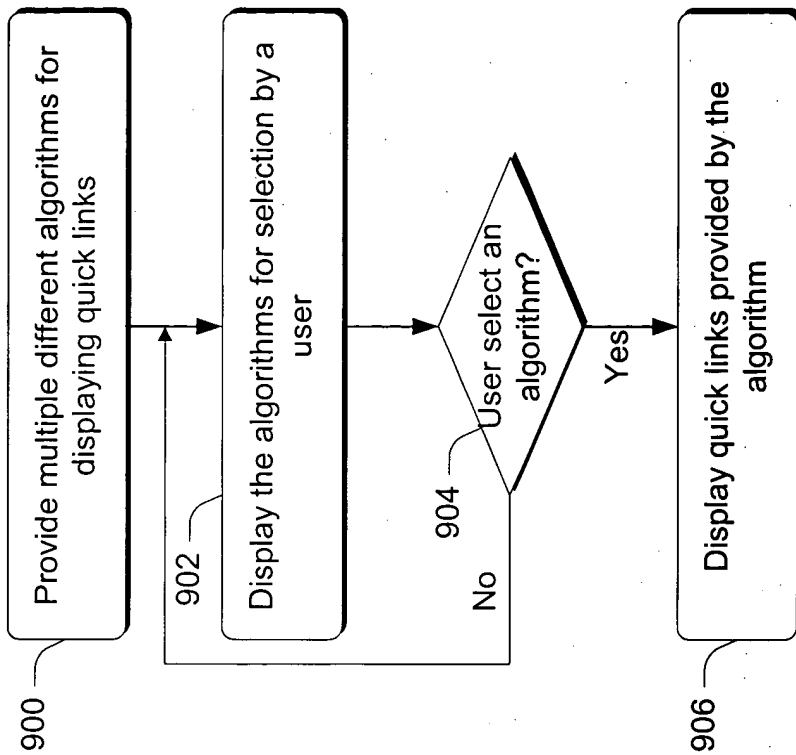 900
Provide multiple different algorithms for
displaying quick links
902
Display the algorithms for selection by a
user
904
User select an
algorithm?
No
Yes
906
Display quick links provided by the
algorithm